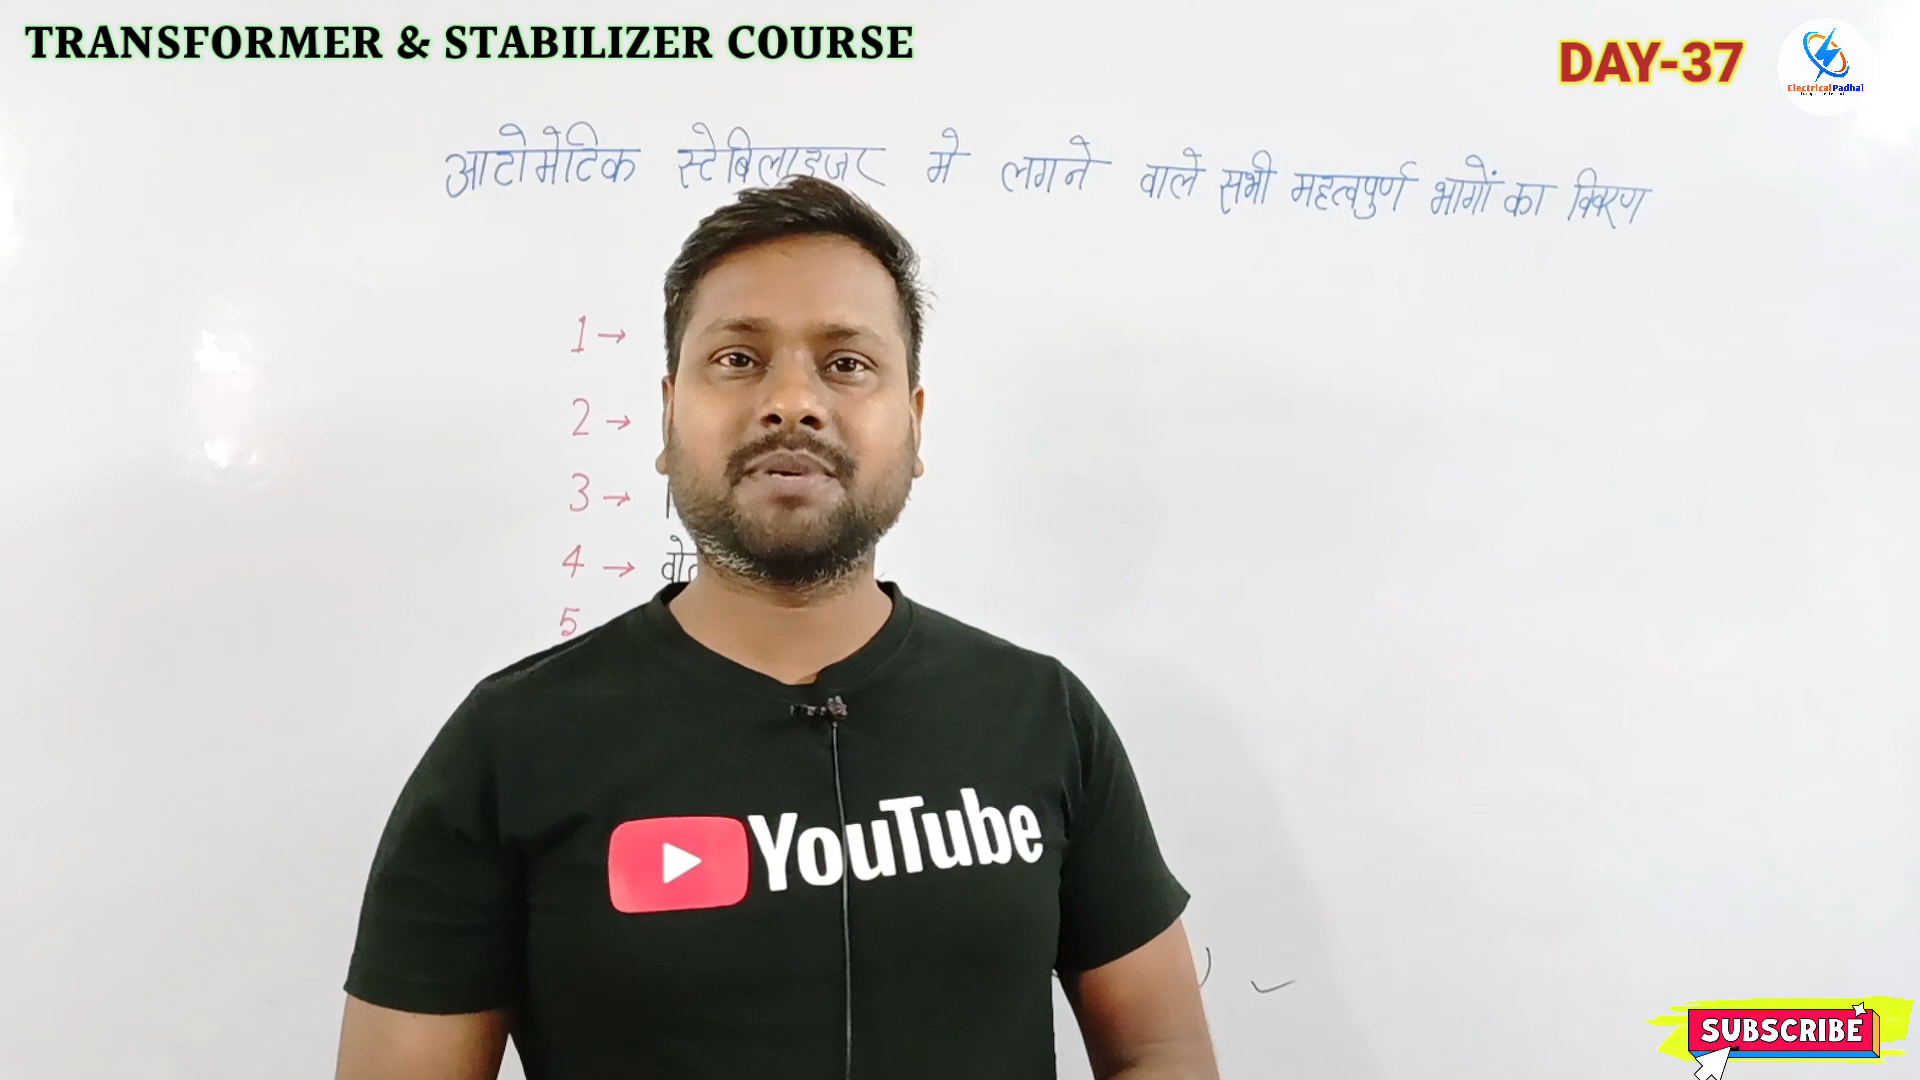 TRANSFORMER & STABILIZER COURSE
DAY-37
ElectricalPadhai
आटोमेटिक स्टेबिलाइजर मे लगने वाले सभी महत्वपुर्ण भागों का विवरण
1 →
2 →
3 →
4 → वो
5
YouTube
SUBSCRIBE